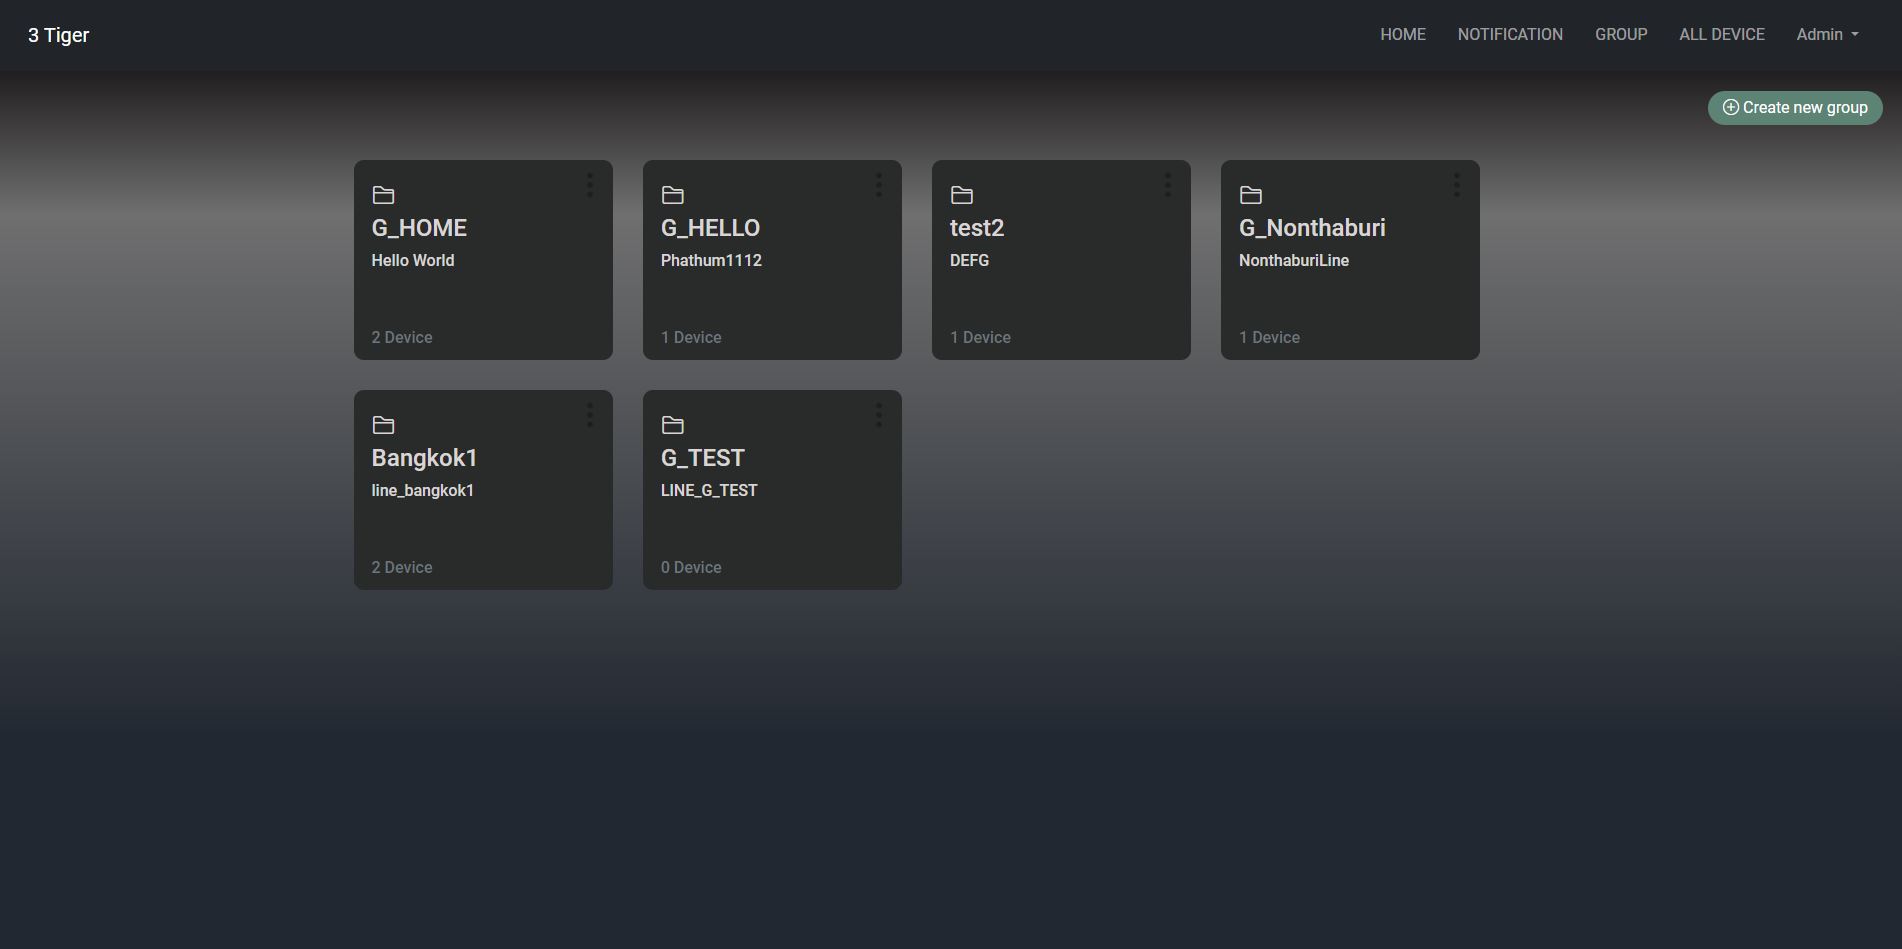 3 Tiger
HOME NOTIFICATION GROUP ALL DEVICE Admin
Create new group
G_HOME
Hello World
2 Device
G_HELLO
Phathum1112
1 Device
test2
DEFG
1 Device
G_Nonthaburi
NonthaburiLine
1 Device
Bangkok1
line_bangkok1
2 Device
G_TEST
LINE_G_TEST
0 Device